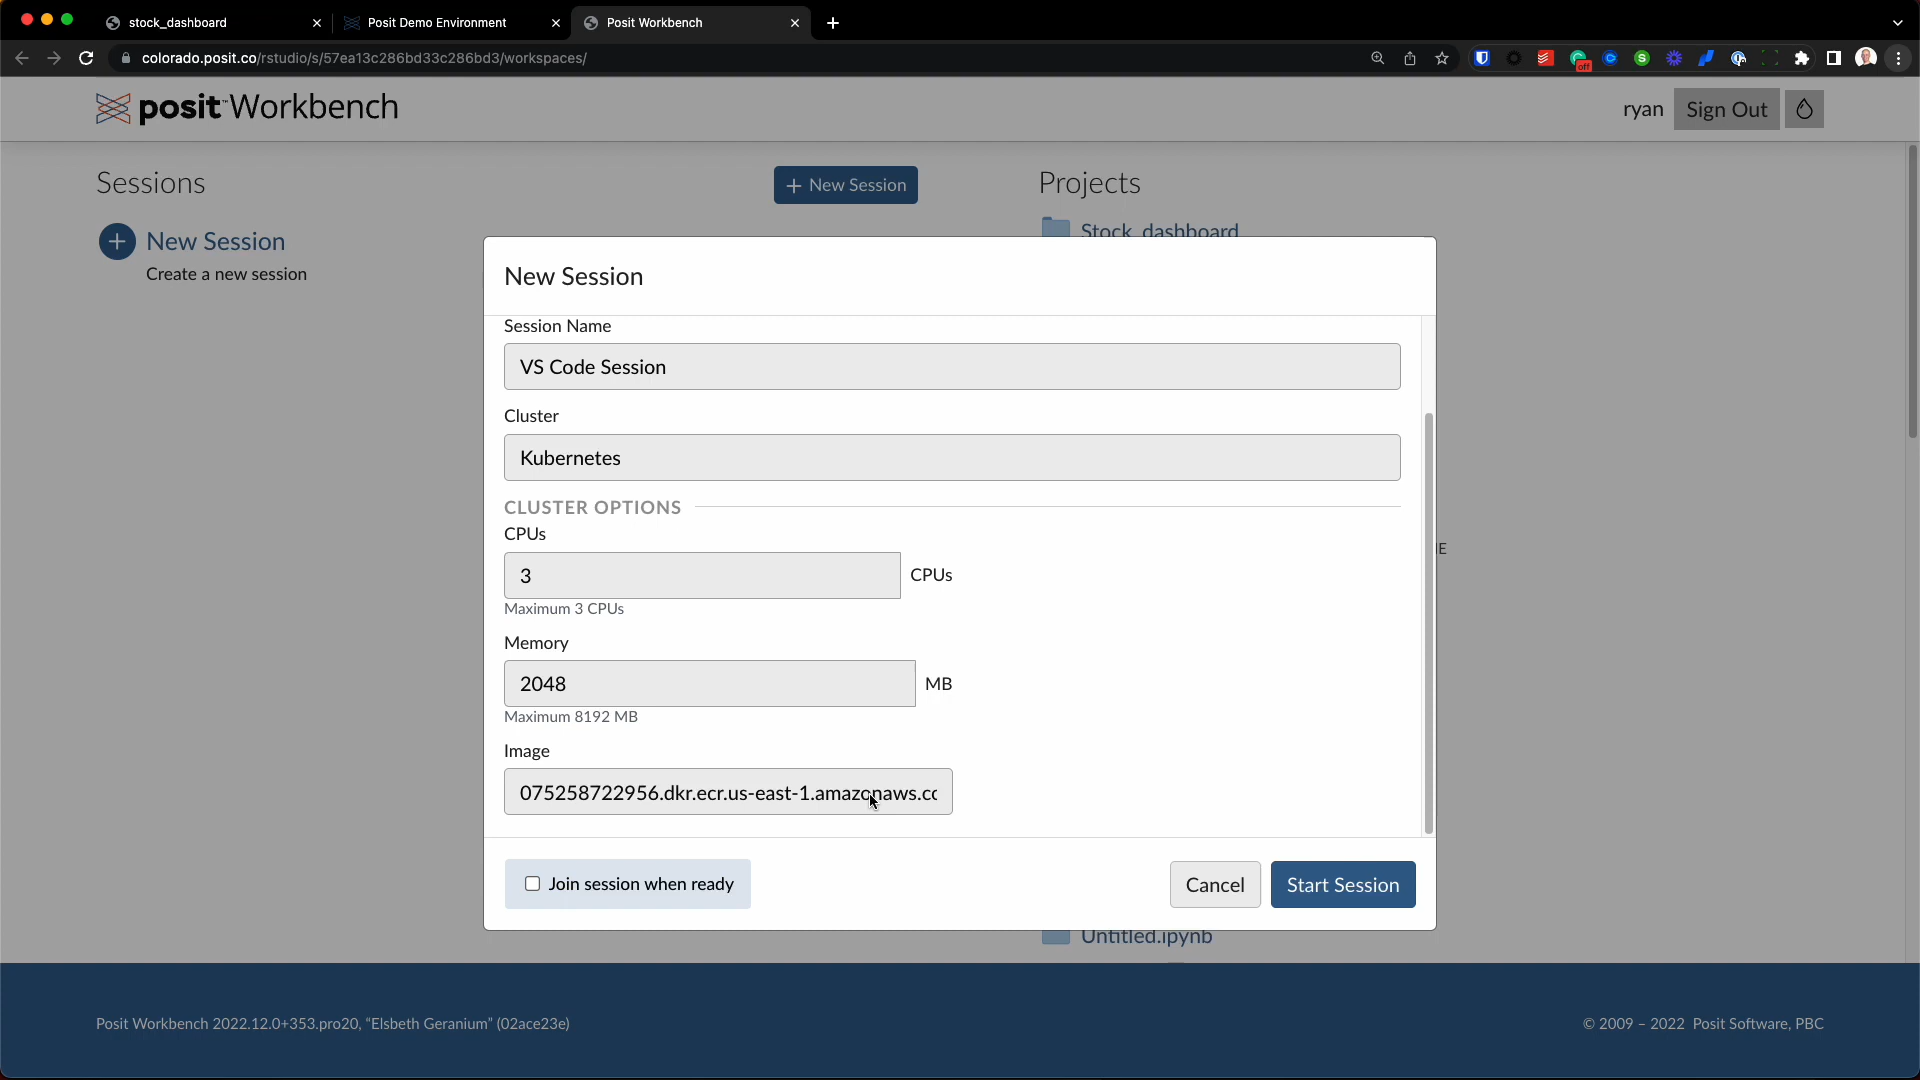 stock_dashboard
Posit Demo Environment
Posit Workbench
colorado.posit.co/rstudio/s/57ea13c286bd33c286bd3/workspaces/
off
posit Workbench
ryan
Sign Out
Sessions
New Session
Projects
New Session
Create a new session
Stock_dashboard
New Session
Session Name
VS Code Session
Cluster
Kubernetes
CLUSTER OPTIONS
CPUs
3
CPUs
Maximum 3 CPUs
Memory
2048
MB
Maximum 8192 MB
Image
075258722956.dkr.ecr.us-east-1.amazonaws.cc
Join session when ready
Cancel
Start Session
Untitled.ipynb
Posit Workbench 2022.12.0+353.pro20, “Elsbeth Geranium” (02ace23e)
© 2009 – 2022 Posit Software, PBC